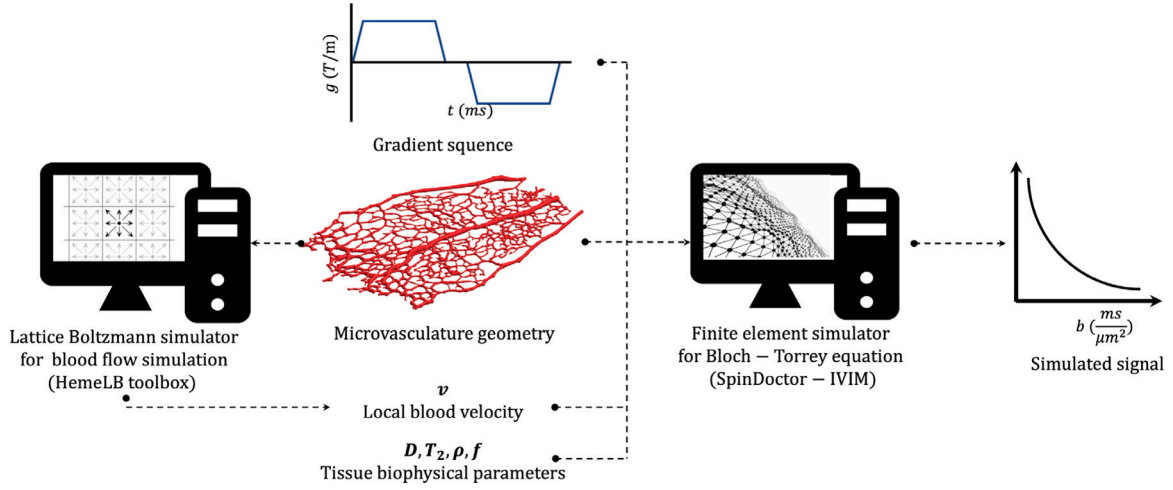 g (T/m)
t (ms)
Gradient squence
Lattice Boltzmann simulator
for blood flow simulation
(HemeLB toolbox)
Microvasculature geometry
Finite element simulator
for Bloch − Torrey equation
(SpinDoctor − IVIM)
b (ms/μm²)
Simulated signal
v
Local blood velocity
D, T₂, ρ, f
Tissue biophysical parameters